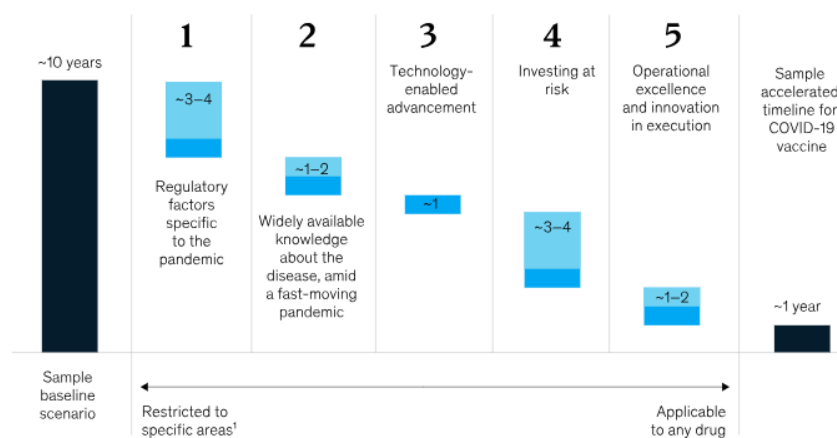 1
2
3
4
5
~10 years
Technology-
enabled
advancement
Investing at
risk
Operational
excellence
and innovation
in execution
Sample
accelerated
timeline for
COVID-19
vaccine
~3–4
~1–2
~1
~3–4
~1–2
~1 year
Regulatory
factors
specific
to the
pandemic
Widely available
knowledge
about the
disease, amid
a fast-moving
pandemic
Sample
baseline
scenario
Restricted to
specific areas¹
Applicable
to any drug